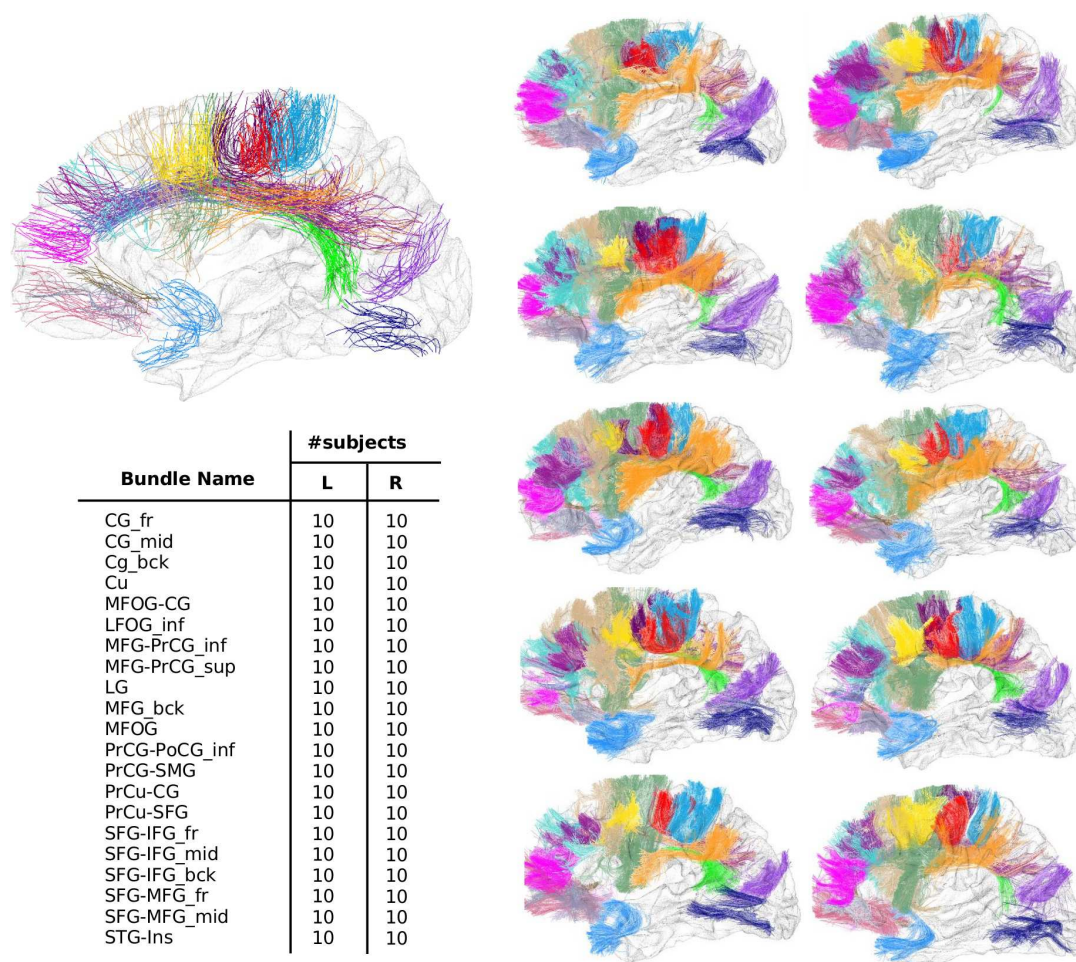 #subjects
Bundle Name L R
CG_fr 10 10
CG_mid 10 10
Cg_bck 10 10
Cu 10 10
MFOG-CG 10 10
LFOG_inf 10 10
MFG-PrCG_inf 10 10
MFG-PrCG_sup 10 10
LG 10 10
MFG_bck 10 10
MFOG 10 10
PrCG-PoCG_inf 10 10
PrCG-SMG 10 10
PrCu-CG 10 10
PrCu-SFG 10 10
SFG-IFG_fr 10 10
SFG-IFG_mid 10 10
SFG-IFG_bck 10 10
SFG-MFG_fr 10 10
SFG-MFG_mid 10 10
STG-Ins 10 10